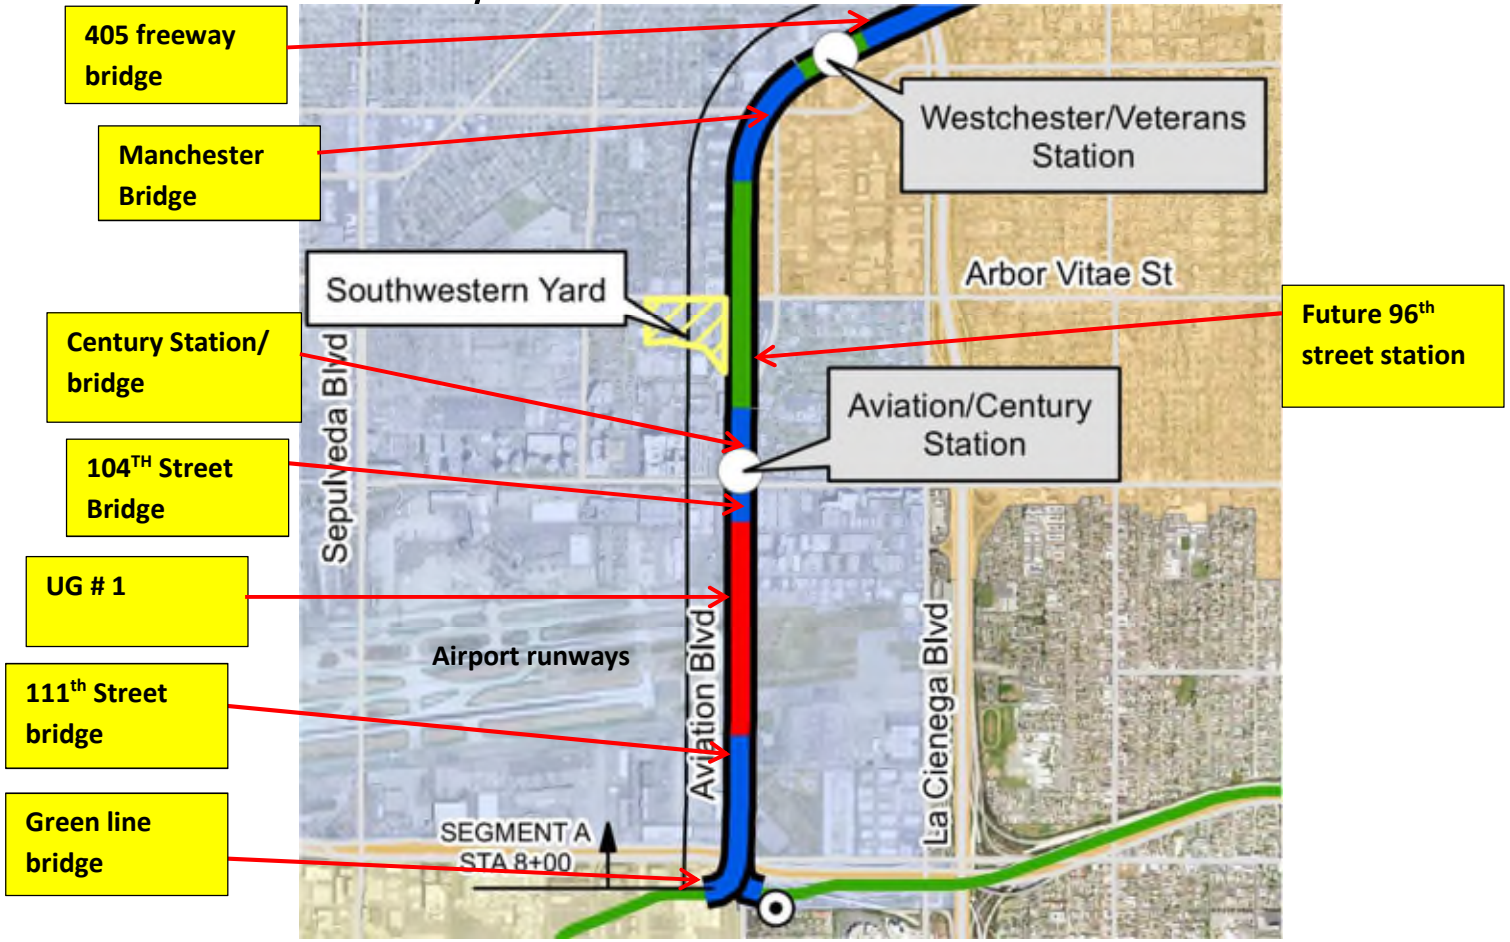 405 freeway
bridge
Manchester
Bridge
Westchester/Veterans
Station
Southwestern Yard
Arbor Vitae St
Future 96th
street station
Century Station/
bridge
Sepulveda Blvd
Aviation/Century
Station
104TH Street
Bridge
UG # 1
Airport runways
Aviation Blvd
La Cienega Blvd
111th Street
bridge
Green line
bridge
SEGMENT A
STA 8+00